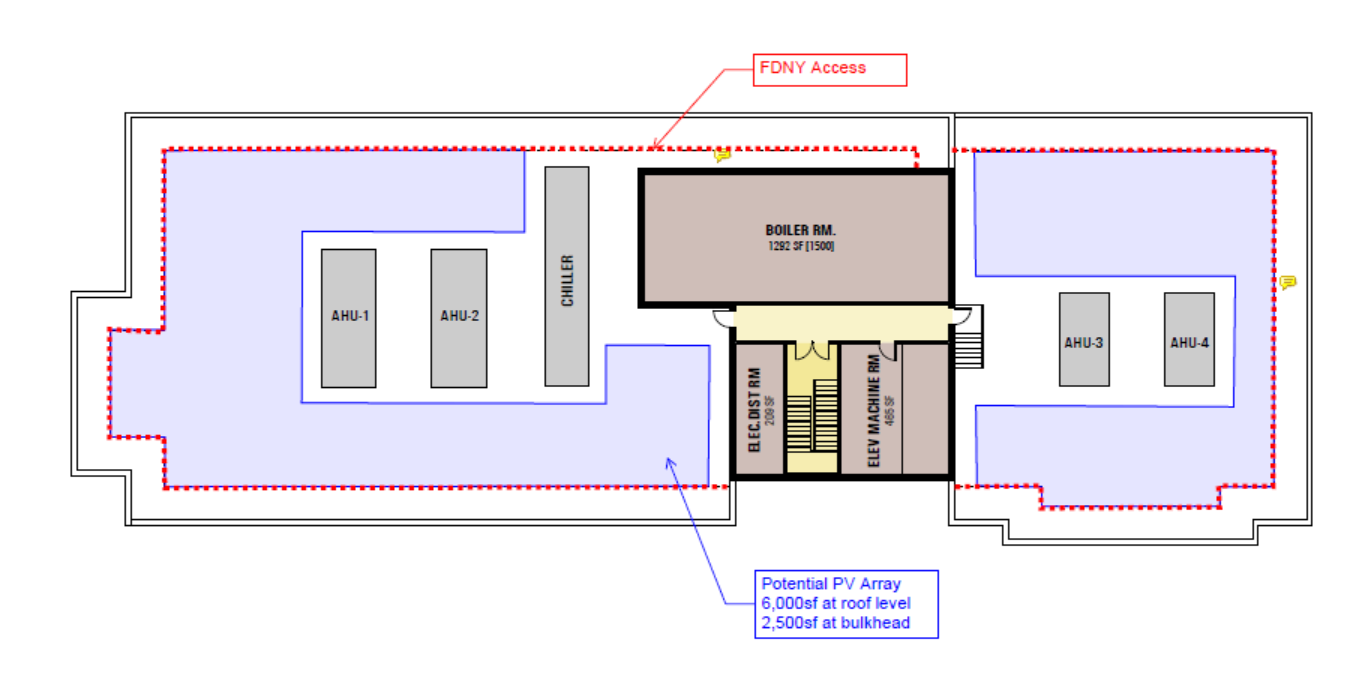 FDNY Access
BOILER RM.
1292 SF [1500]
CHILLER
AHU-1
AHU-2
AHU-3
AHU-4
ELEC.DIST RM
209 SF
ELEV MACHINE RM
465 SF
Potential PV Array
6,000sf at roof level
2,500sf at bulkhead